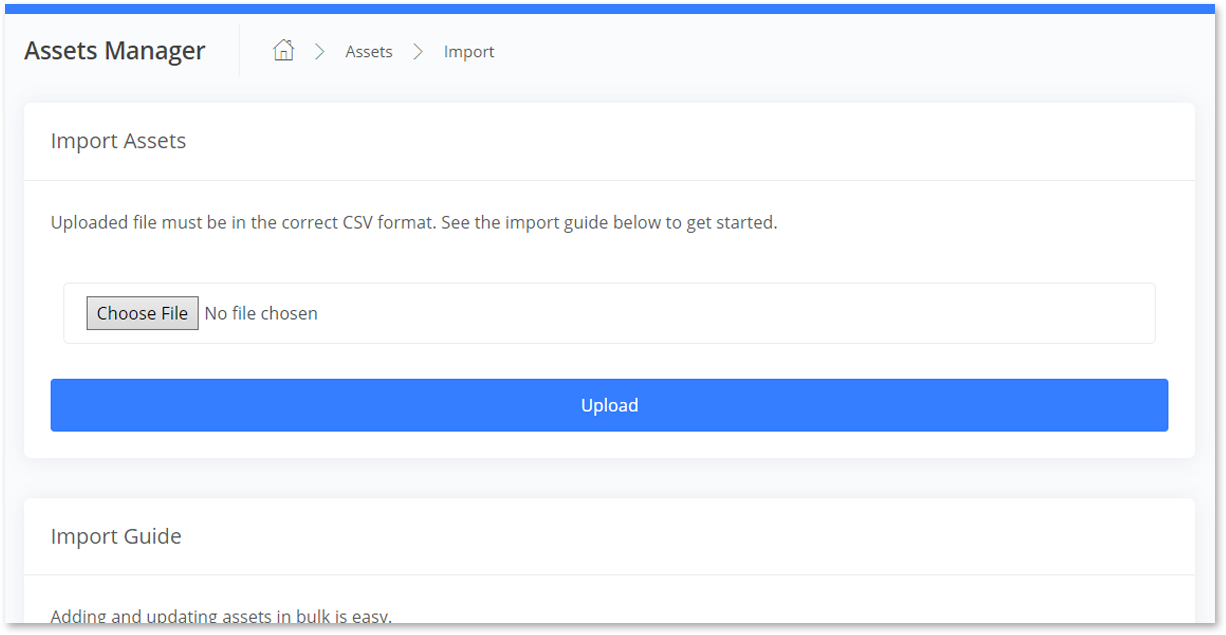 Assets Manager
Assets
Import
Import Assets
Uploaded file must be in the correct CSV format. See the import guide below to get started.
Choose File No file chosen
Upload
Import Guide
Adding and updating assets in bulk is easy.